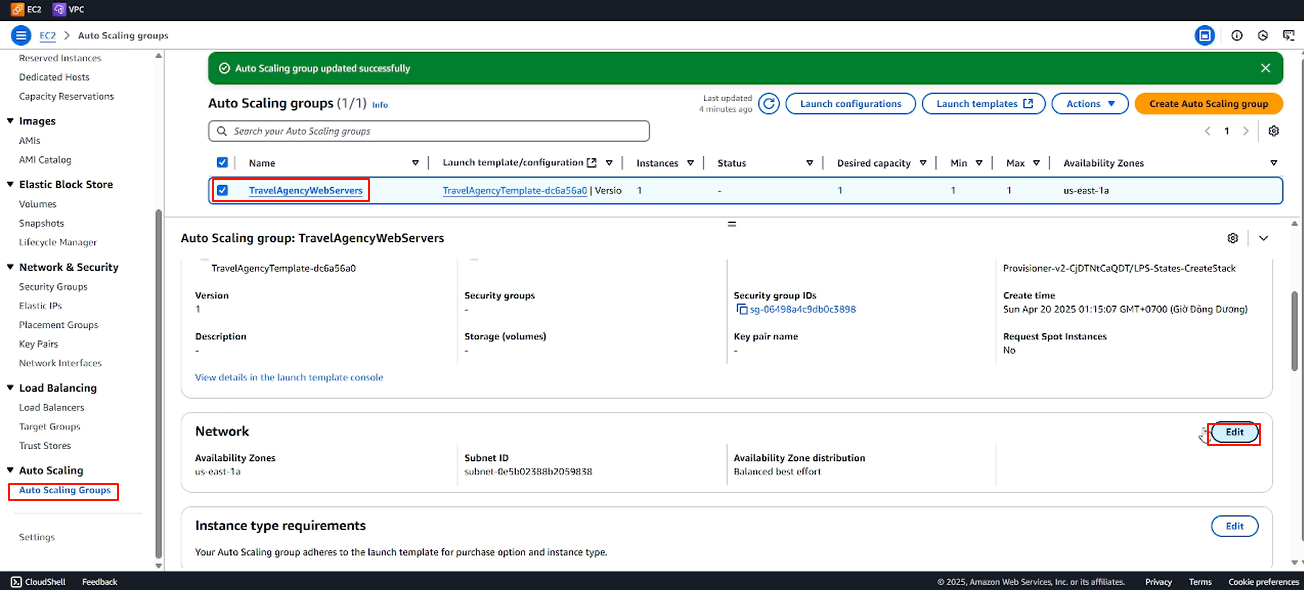 EC2 VPC
EC2 > Auto Scaling groups
Reserved Instances
Dedicated Hosts
Capacity Reservations
Images
AMIs
AMI Catalog
Elastic Block Store
Volumes
Snapshots
Lifecycle Manager
Network & Security
Security Groups
Elastic IPs
Placement Groups
Key Pairs
Network Interfaces
Load Balancing
Load Balancers
Target Groups
Trust Stores
Auto Scaling
Auto Scaling Groups
Settings
Auto Scaling group updated successfully
Auto Scaling groups (1/1) Info
Last updated
4 minutes ago
Launch configurations
Launch templates
Actions
Create Auto Scaling group
Search your Auto Scaling groups
1
Name Launch template/configuration Instances Status Desired capacity Min Max Availability Zones
TravelAgencyWebServers TravelAgencyTemplate-dc6a56a0 | Versio 1 - 1 1 1 us-east-1a
Auto Scaling group: TravelAgencyWebServers
TravelAgencyTemplate-dc6a56a0
Provisioner-v2-CjDTNtCaQDT/LPS-States-CreateStack
Version Security groups Security group IDs Create time
1 - sg-06498a4c9db0c3898 Sun Apr 20 2025 01:15:07 GMT+0700 (Giờ Đông Dương)
Description Storage (volumes) Key pair name Request Spot Instances
- - - No
View details in the launch template console
Network
Edit
Availability Zones Subnet ID Availability Zone distribution
us-east-1a subnet-0e5b02388b2059838 Balanced best effort
Instance type requirements
Edit
Your Auto Scaling group adheres to the launch template for purchase option and instance type.
CloudShell Feedback © 2025, Amazon Web Services, Inc. or its affiliates. Privacy Terms Cookie preferences